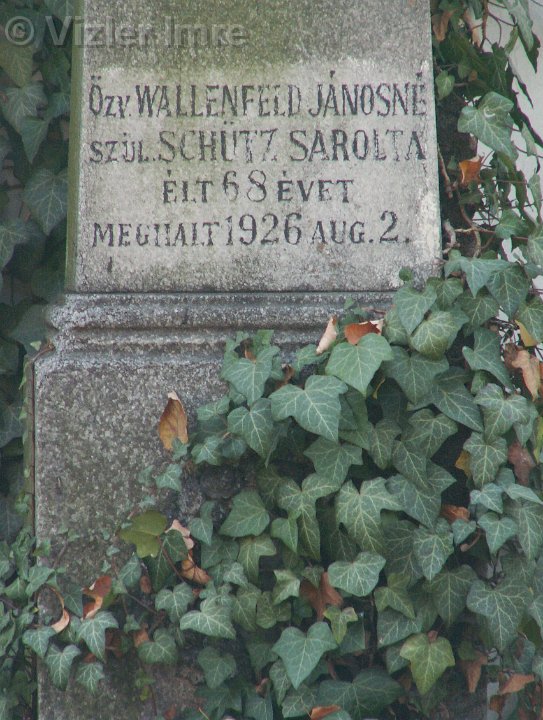 © Vizler Imre
Özv. WALLENFELD JÁNOSNÉ
SZÜL. SCHÜTZ SAROLTA
ÉLT 68 ÉVET
MEGHALT 1926 AUG. 2.